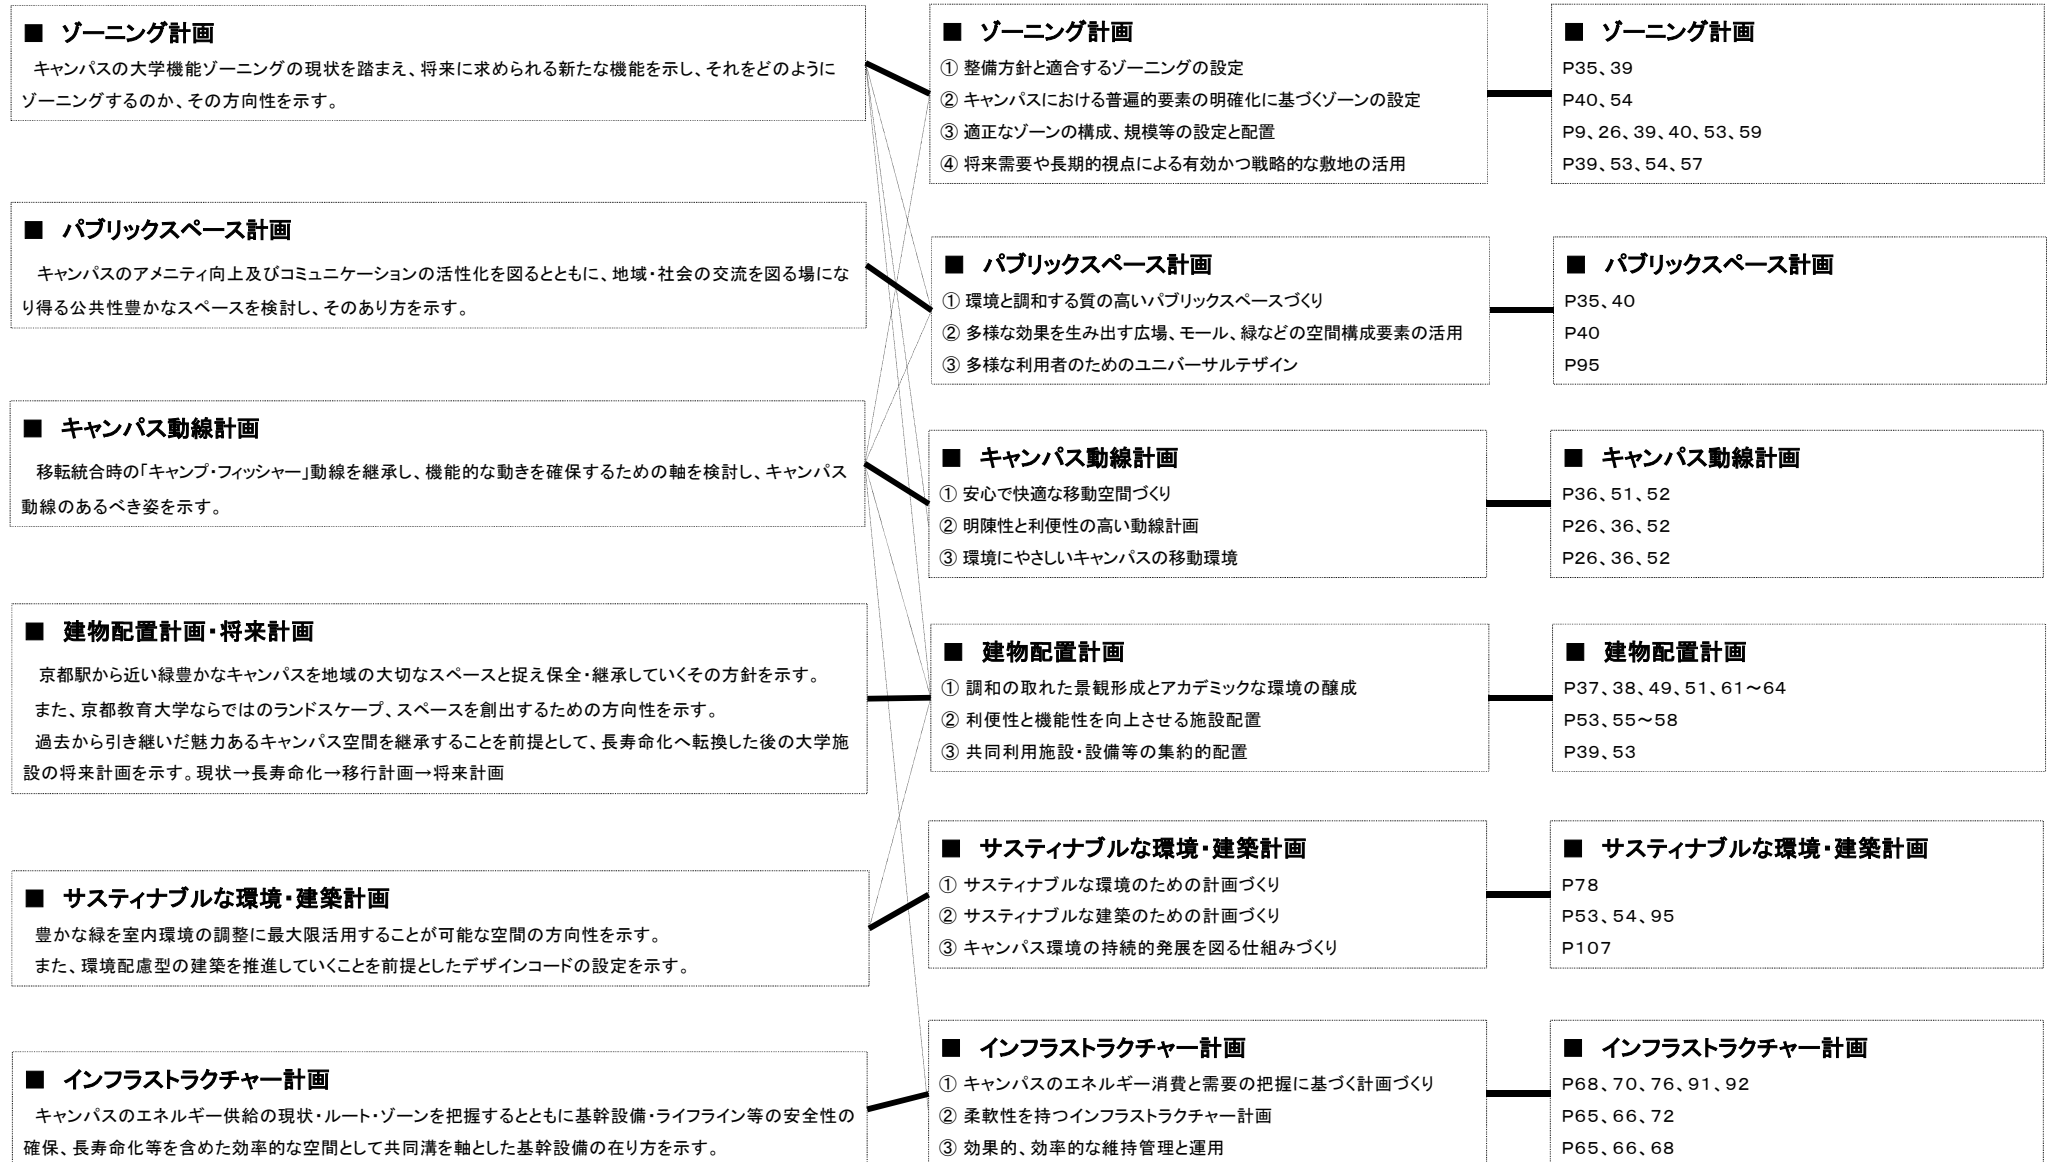 ■ ゾーニング計画
キャンパスの大学機能ゾーニングの現状を踏まえ、将来に求められる新たな機能を示し、それをどのように
ゾーニングするのか、その方向性を示す。
■ パブリックスペース計画
キャンパスのアメニティ向上及びコミュニケーションの活性化を図るとともに、地域・社会の交流を図る場にな
り得る公共性豊かなスペースを検討し、そのあり方を示す。
■ キャンパス動線計画
移転統合時の「キャンプ・フィッシャー」動線を継承し、機能的な動きを確保するための軸を検討し、キャンパス
動線のあるべき姿を示す。
■ 建物配置計画・将来計画
京都駅から近い緑豊かなキャンパスを地域の大切なスペースと捉え保全・継承していくその方針を示す。
また、京都教育大学ならではのランドスケープ、スペースを創出するための方向性を示す。
過去から引き継いだ魅力あるキャンパス空間を継承することを前提として、長寿命化へ転換した後の大学施
設の将来計画を示す。現状→長寿命化→移行計画→将来計画
■ サスティナブルな環境・建築計画
豊かな緑を室内環境の調整に最大限活用することが可能な空間の方向性を示す。
また、環境配慮型の建築を推進していくことを前提としたデザインコードの設定を示す。
■ インフラストラクチャー計画
キャンパスのエネルギー供給の現状・ルート・ゾーンを把握するとともに基幹設備・ライフライン等の安全性の
確保、長寿命化等を含めた効率的な空間として共同溝を軸とした基幹設備の在り方を示す。
■ ゾーニング計画
① 整備方針と適合するゾーニングの設定
② キャンパスにおける普遍的要素の明確化に基づくゾーンの設定
③ 適正なゾーンの構成、規模等の設定と配置
④ 将来需要や長期的視点による有効かつ戦略的な敷地の活用
■ パブリックスペース計画
① 環境と調和する質の高いパブリックスペースづくり
② 多様な効果を生み出す広場、モール、緑などの空間構成要素の活用
③ 多様な利用者のためのユニバーサルテザイン
■ キャンパス動線計画
① 安心で快適な移動空間づくり
② 明陳性と利便性の高い動線計画
③ 環境にやさしいキャンパスの移動環境
■ 建物配置計画
① 調和の取れた景観形成とアカデミックな環境の醸成
② 利便性と機能性を向上させる施設配置
③ 共同利用施設・設備等の集約的配置
■ サスティナブルな環境・建築計画
① サスティナブルな環境のための計画づくり
② サスティナブルな建築のための計画づくり
③ キャンパス環境の持続的発展を図る仕組みづくり
■ インフラストラクチャー計画
① キャンパスのエネルギー消費と需要の把握に基づく計画づくり
② 柔軟性を持つインフラストラクチャー計画
③ 効果的、効率的な維持管理と運用
■ ゾーニング計画
P35、39
P40、54
P9、26、39、40、53、59
P39、53、54、57
■ パブリックスペース計画
P35、40
P40
P95
■ キャンパス動線計画
P36、51、52
P26、36、52
P26、36、52
■ 建物配置計画
P37、38、49、51、61～64
P53、55～58
P39、53
■ サスティナブルな環境・建築計画
P78
P53、54、95
P107
■ インフラストラクチャー計画
P68、70、76、91、92
P65、66、72
P65、66、68